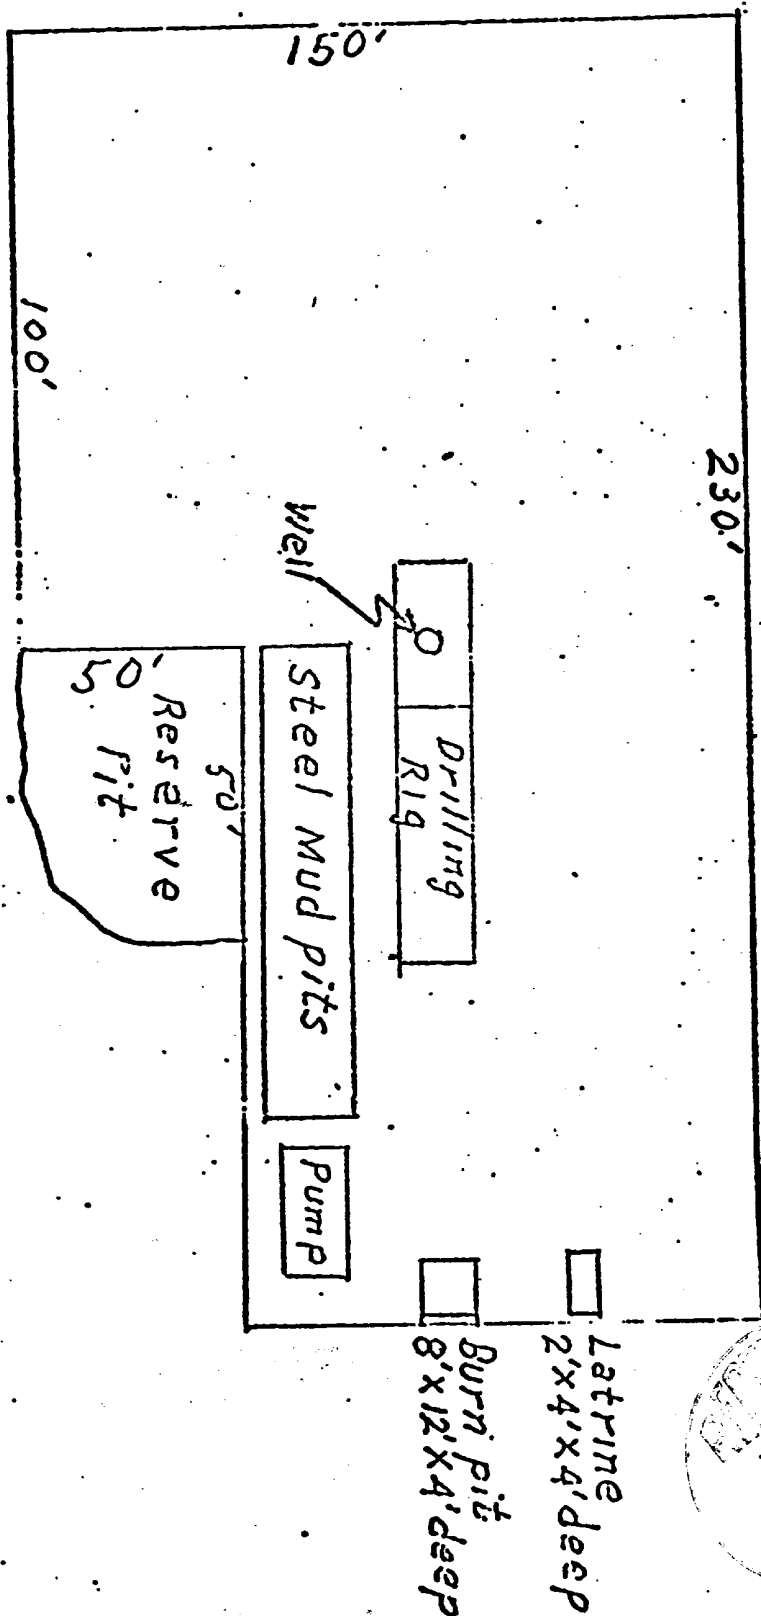 150'
230'
100'
Well
Drilling
Rig
Steel Mud pits
50'
50'
Reserve
Pit
Pump
Latrine
2'x4'x4'deep
Burn pit
8'x12'x4'deep